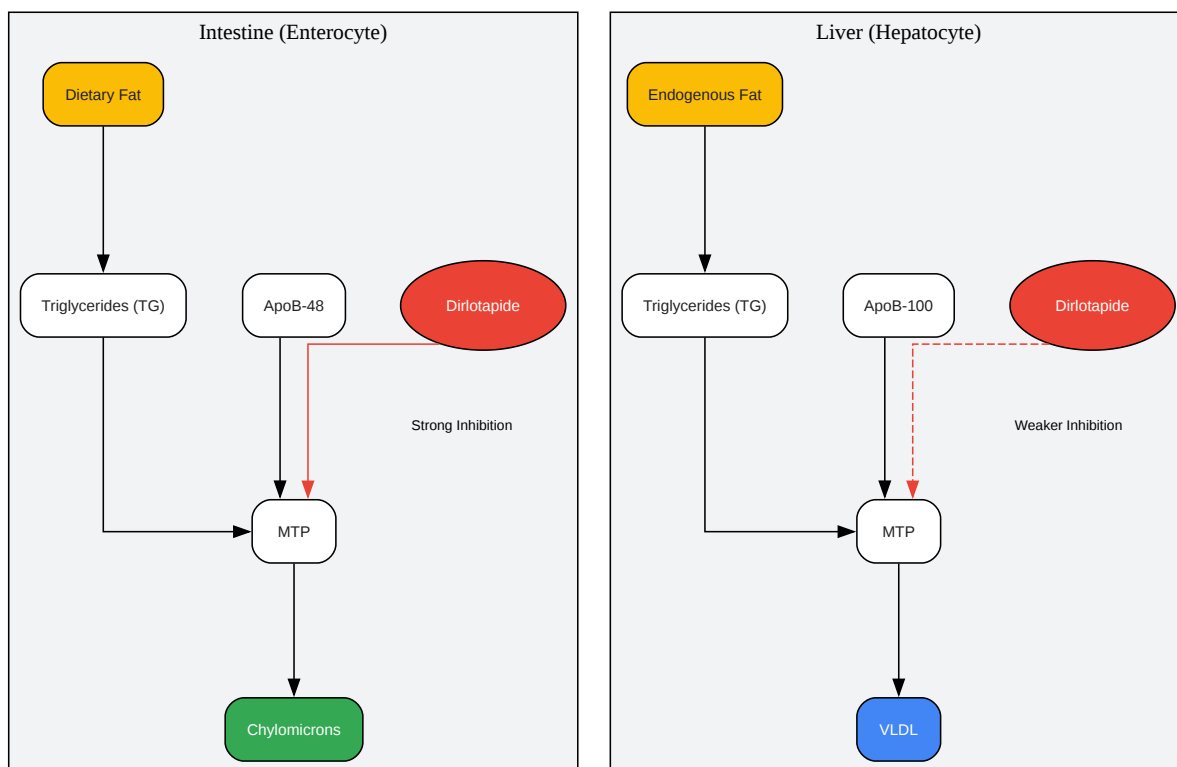 Intestine (Enterocyte)
Dietary Fat
Triglycerides (TG)
ApoB-48
Dirlotapide
Strong Inhibition
MTP
Chylomicrons
Liver (Hepatocyte)
Endogenous Fat
Triglycerides (TG)
ApoB-100
Dirlotapide
Weaker Inhibition
MTP
VLDL